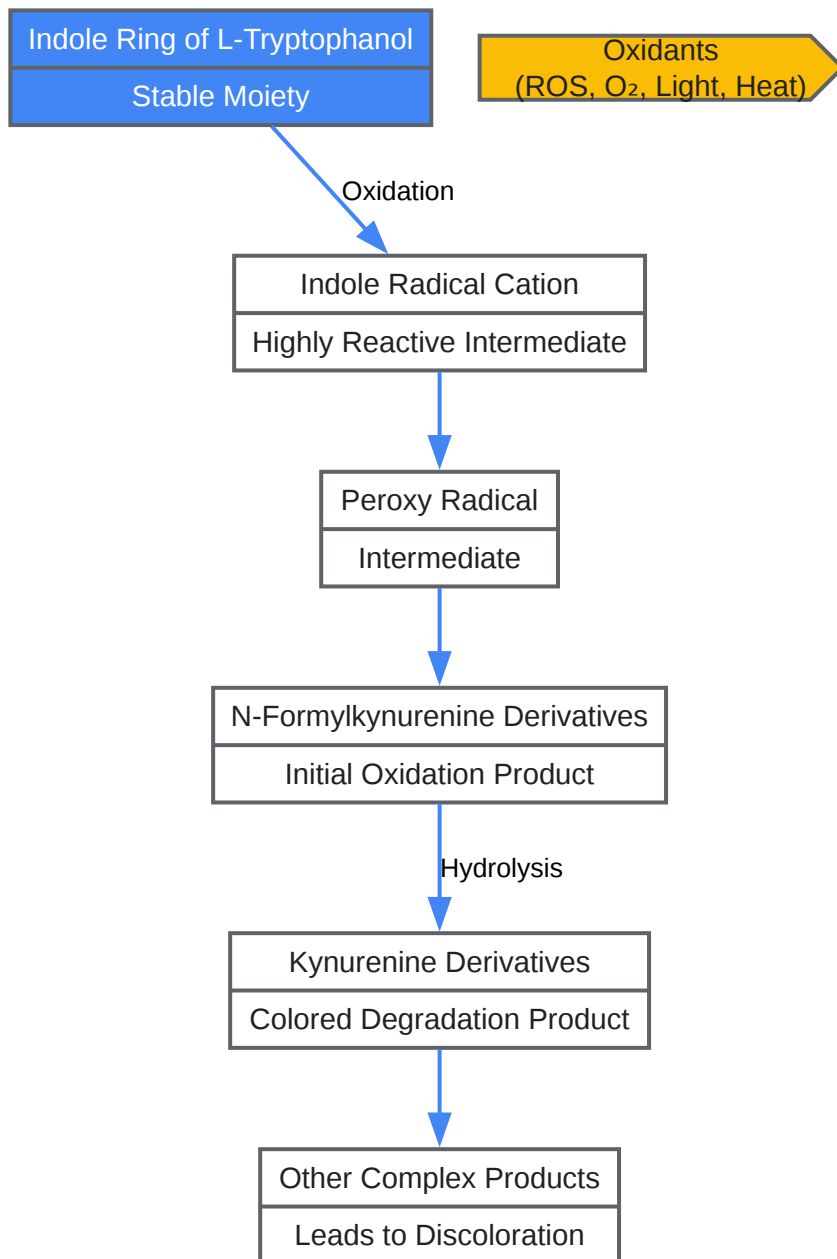 Indole Ring of L-Tryptophanol
Stable Moiety
Oxidants
(ROS, O₂, Light, Heat)
Oxidation
Indole Radical Cation
Highly Reactive Intermediate
Peroxy Radical
Intermediate
N-Formylkynurenine Derivatives
Initial Oxidation Product
Hydrolysis
Kynurenine Derivatives
Colored Degradation Product
Other Complex Products
Leads to Discoloration